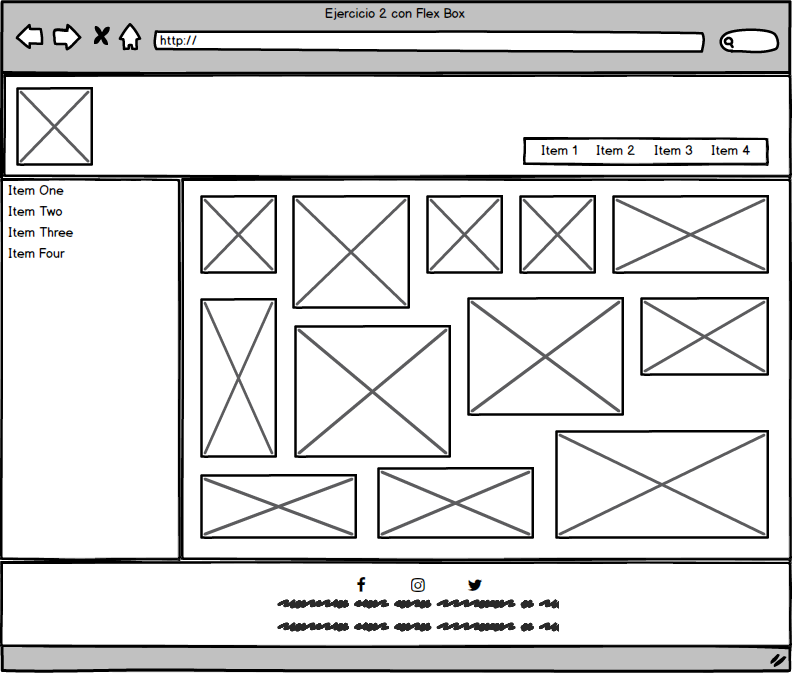 Ejercicio 2 con Flex Box
http://
Item 1 Item 2 Item 3 Item 4
Item One
Item Two
Item Three
Item Four